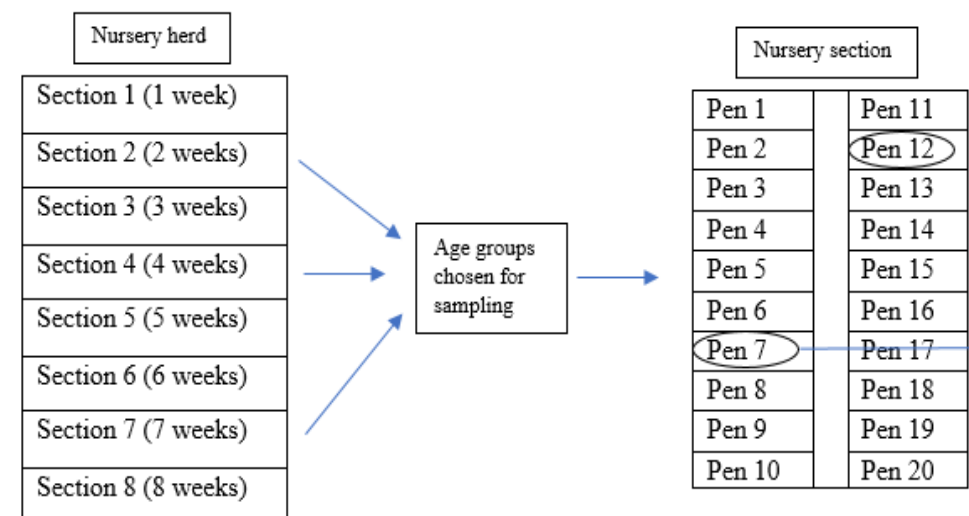 Nursery herd
Section 1 (1 week)
Section 2 (2 weeks)
Section 3 (3 weeks)
Section 4 (4 weeks)
Section 5 (5 weeks)
Section 6 (6 weeks)
Section 7 (7 weeks)
Section 8 (8 weeks)
Age groups
chosen for
sampling
Nursery section
Pen 1 Pen 11
Pen 2 Pen 12
Pen 3 Pen 13
Pen 4 Pen 14
Pen 5 Pen 15
Pen 6 Pen 16
Pen 7 Pen 17
Pen 8 Pen 18
Pen 9 Pen 19
Pen 10 Pen 20